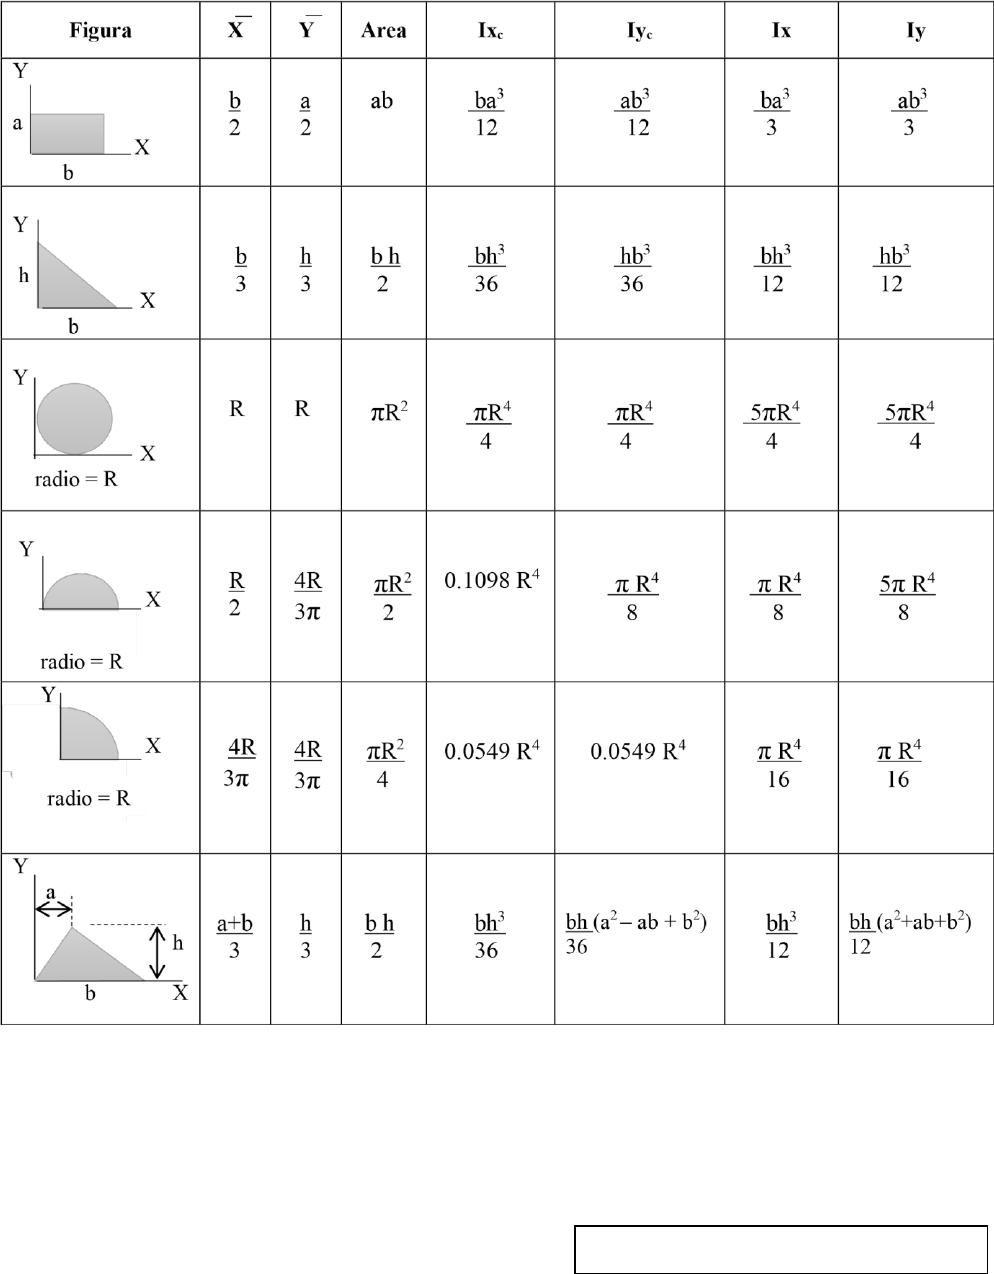 Figura X̅ Y̅ Area Ixc Iyc Ix Iy
Y
a
X
b
b/2 a/2 ab ba³/12 ab³/12 ba³/3 ab³/3
Y
h
X
b
b/3 h/3 b h/2 bh³/36 hb³/36 bh³/12 hb³/12
Y
X
radio = R
R R πR² πR⁴/4 πR⁴/4 5πR⁴/4 5πR⁴/4
Y
X
radio = R
R/2 4R/3π πR²/2 0.1098 R⁴ π R⁴/8 π R⁴/8 5π R⁴/8
Y
X
radio = R
4R/3π 4R/3π πR²/4 0.0549 R⁴ 0.0549 R⁴ π R⁴/16 π R⁴/16
Y
a
h
b
X
a+b/3 h/3 b h/2 bh³/36 bh/36 (a² – ab + b²) bh³/12 bh/12 (a²+ab+b²)